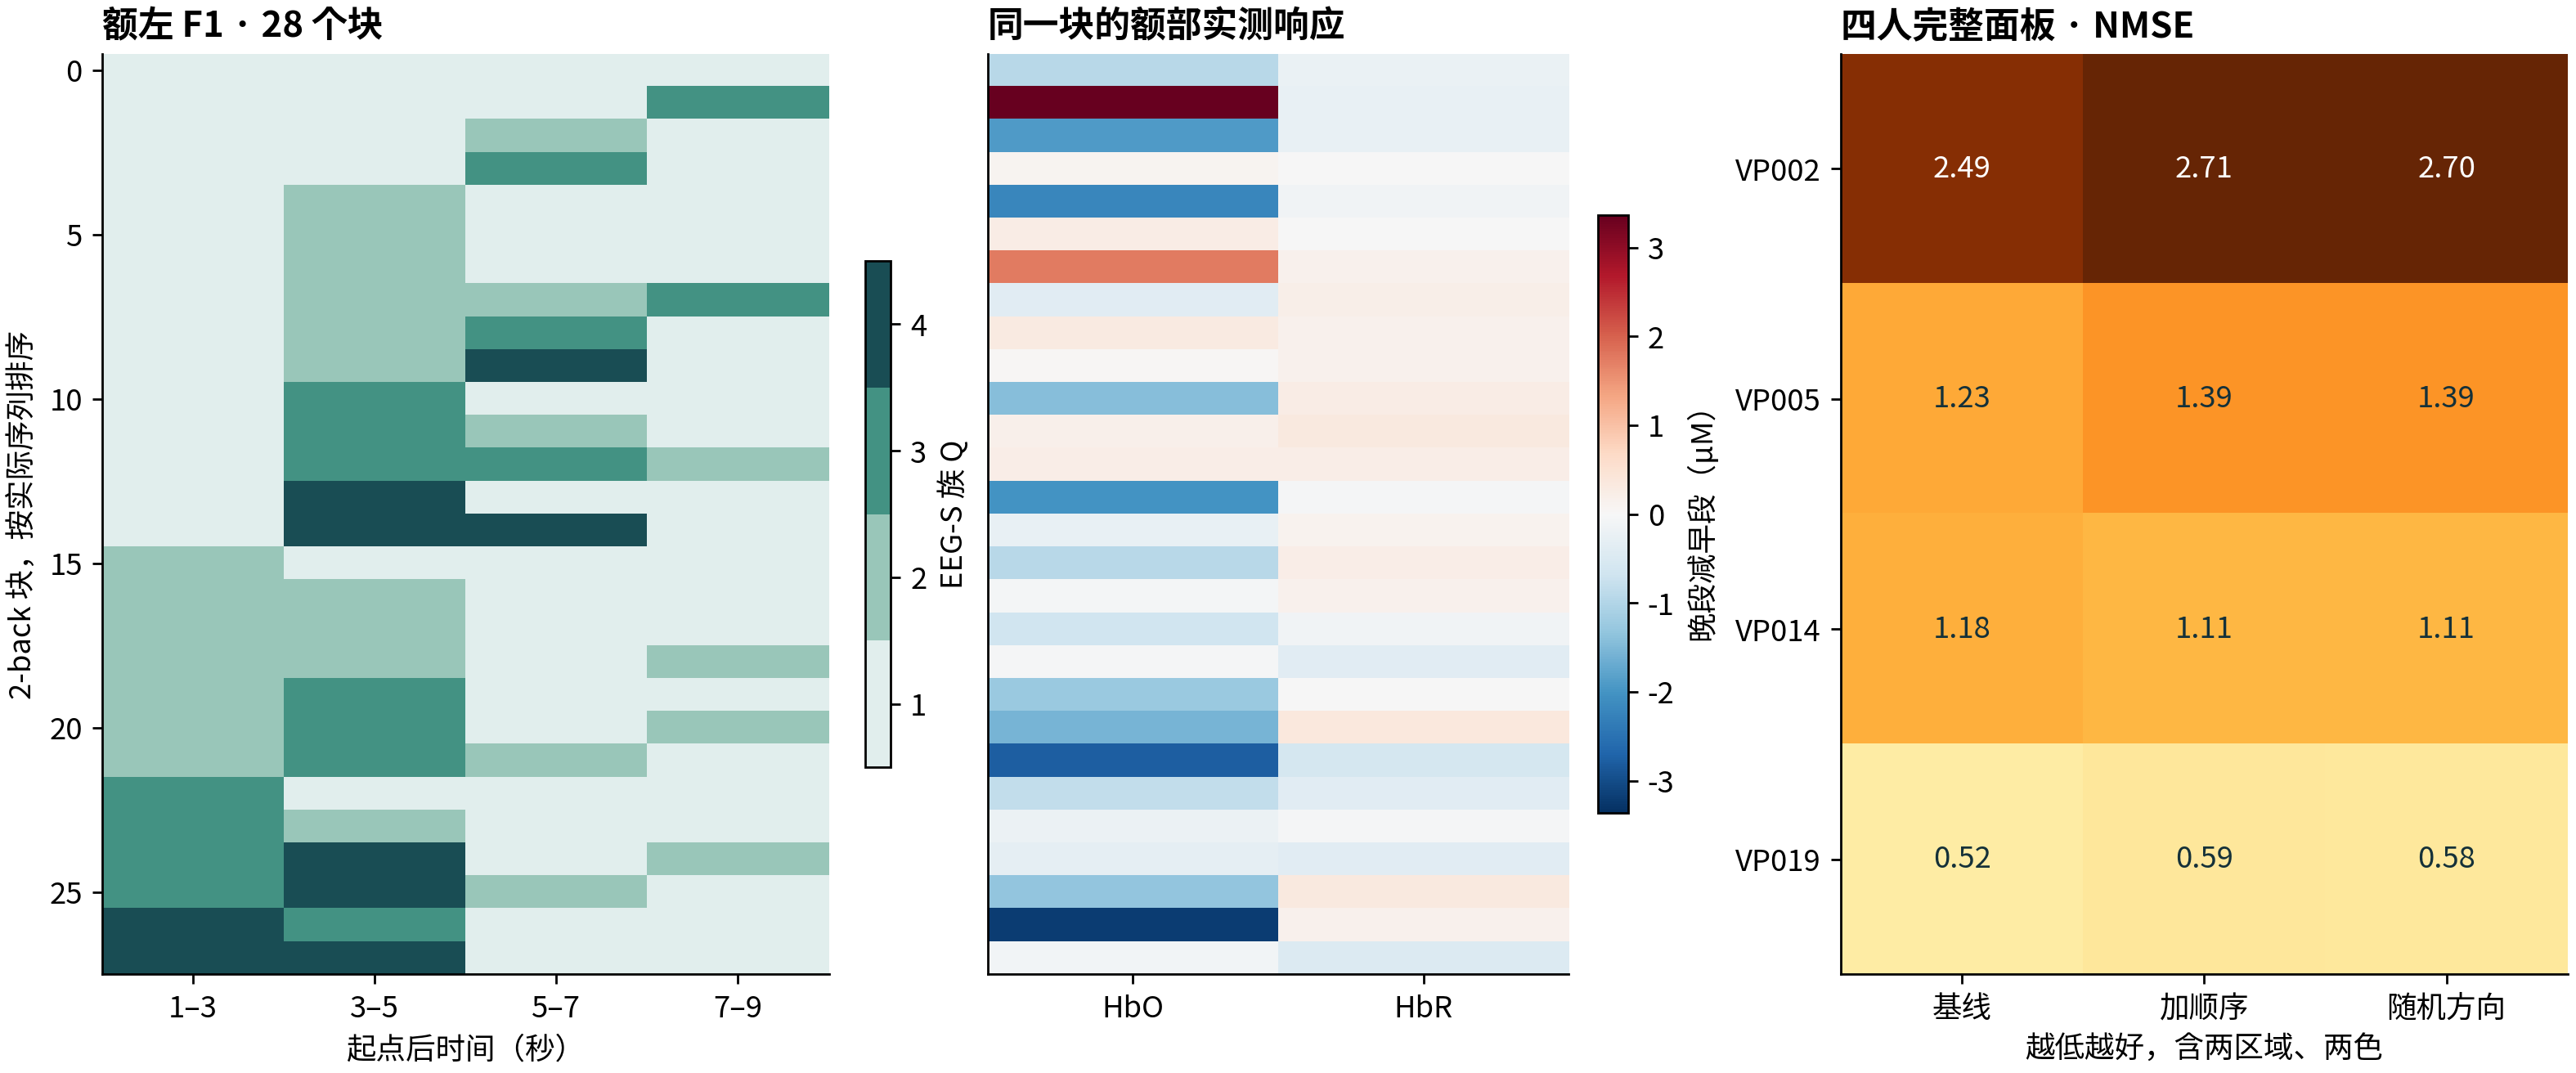 额左 F1 · 28 个块
0
5
10
15
20
25
2-back 块，按实际序列排序
1–3
3–5
5–7
7–9
起点后时间（秒）
4
3
2
1
EEG-S 族 Q
同一块的额部实测响应
HbO
HbR
3
2
1
0
-1
-2
-3
晚段减早段（μM）
四人完整面板 · NMSE
VP002
2.49
2.71
2.70
VP005
1.23
1.39
1.39
VP014
1.18
1.11
1.11
VP019
0.52
0.59
0.58
基线
加顺序
随机方向
越低越好，含两区域、两色